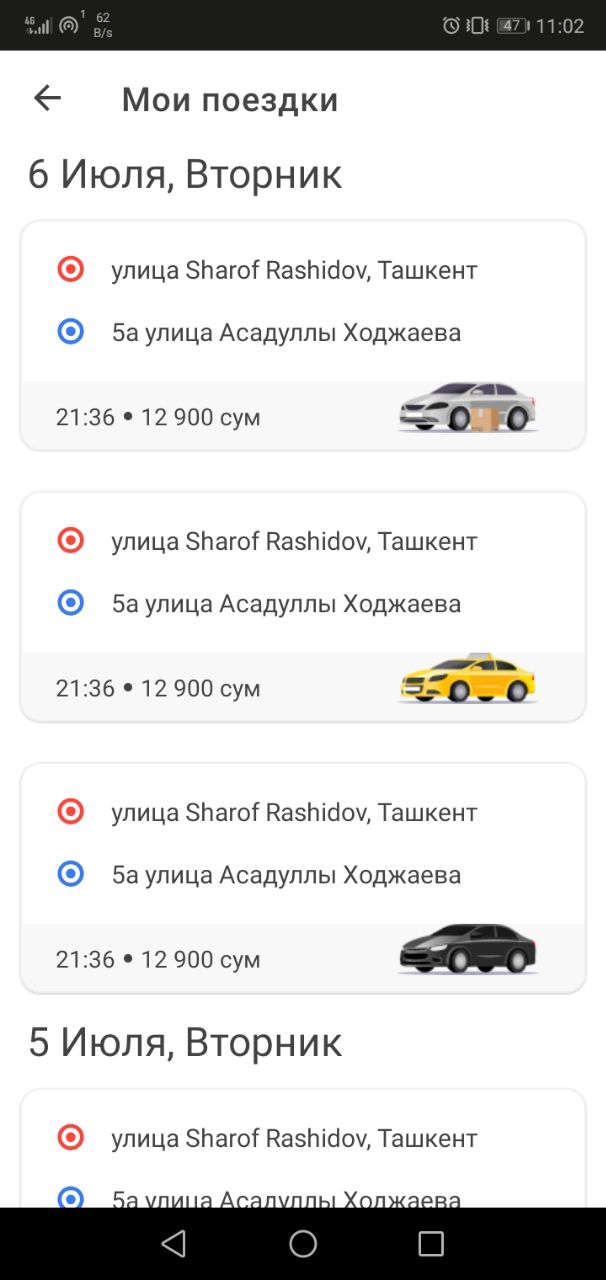 4G 1 62 B/s 47 11:02
Мои поездки
6 Июля, Вторник
улица Sharof Rashidov, Ташкент
5а улица Асадуллы Ходжаева
21:36 • 12 900 сум
улица Sharof Rashidov, Ташкент
5а улица Асадуллы Ходжаева
21:36 • 12 900 сум
улица Sharof Rashidov, Ташкент
5а улица Асадуллы Ходжаева
21:36 • 12 900 сум
5 Июля, Вторник
улица Sharof Rashidov, Ташкент
5а улица Асадуллы Ходжаева